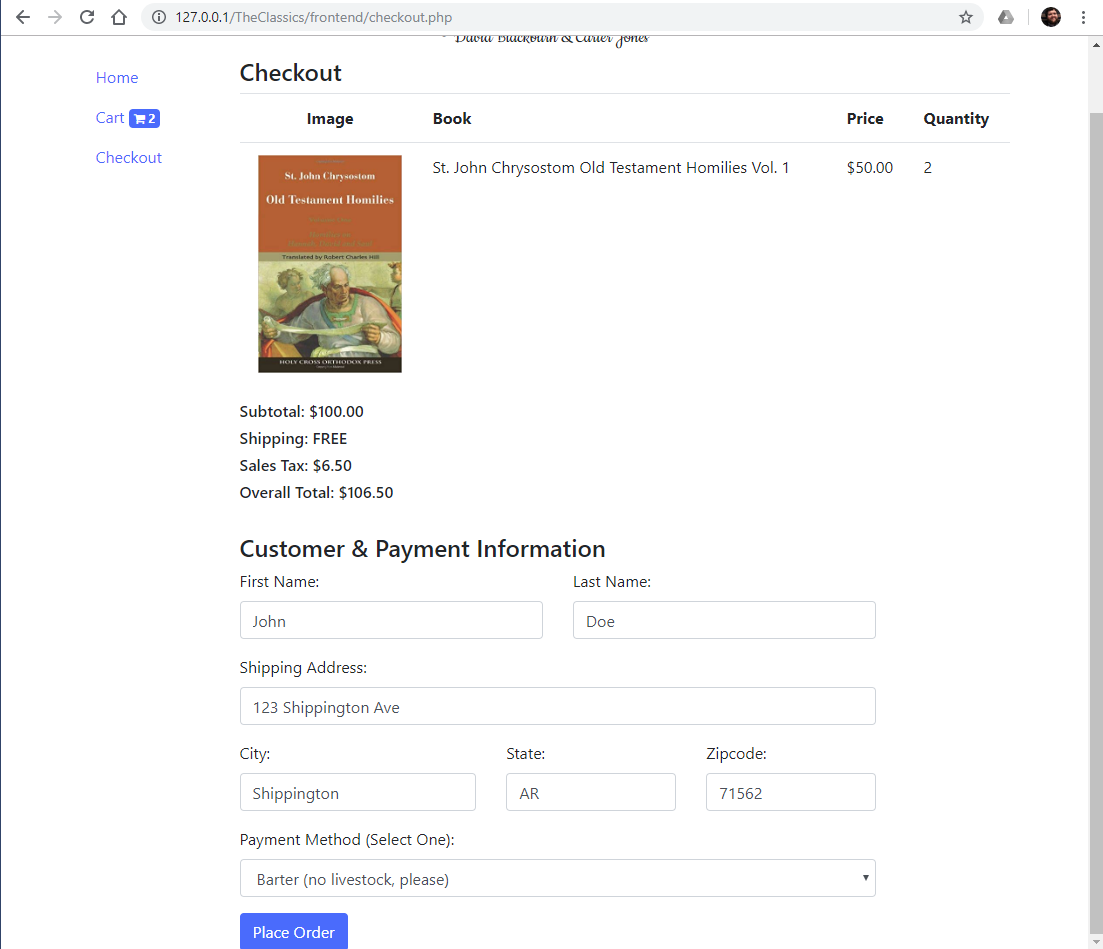 127.0.0.1/TheClassics/frontend/checkout.php
David Blackourn & Carter Jones
Home
Cart 2
Checkout
Checkout
Image Book Price Quantity
St. John Chrysostom
Old Testament Homilies
Translated by Robert Charles Hill
HOLY CROSS ORTHODOX PRESS
St. John Chrysostom Old Testament Homilies Vol. 1 $50.00 2
Subtotal: $100.00
Shipping: FREE
Sales Tax: $6.50
Overall Total: $106.50
Customer & Payment Information
First Name: Last Name:
John Doe
Shipping Address:
123 Shippington Ave
City: State: Zipcode:
Shippington AR 71562
Payment Method (Select One):
Barter (no livestock, please)
Place Order